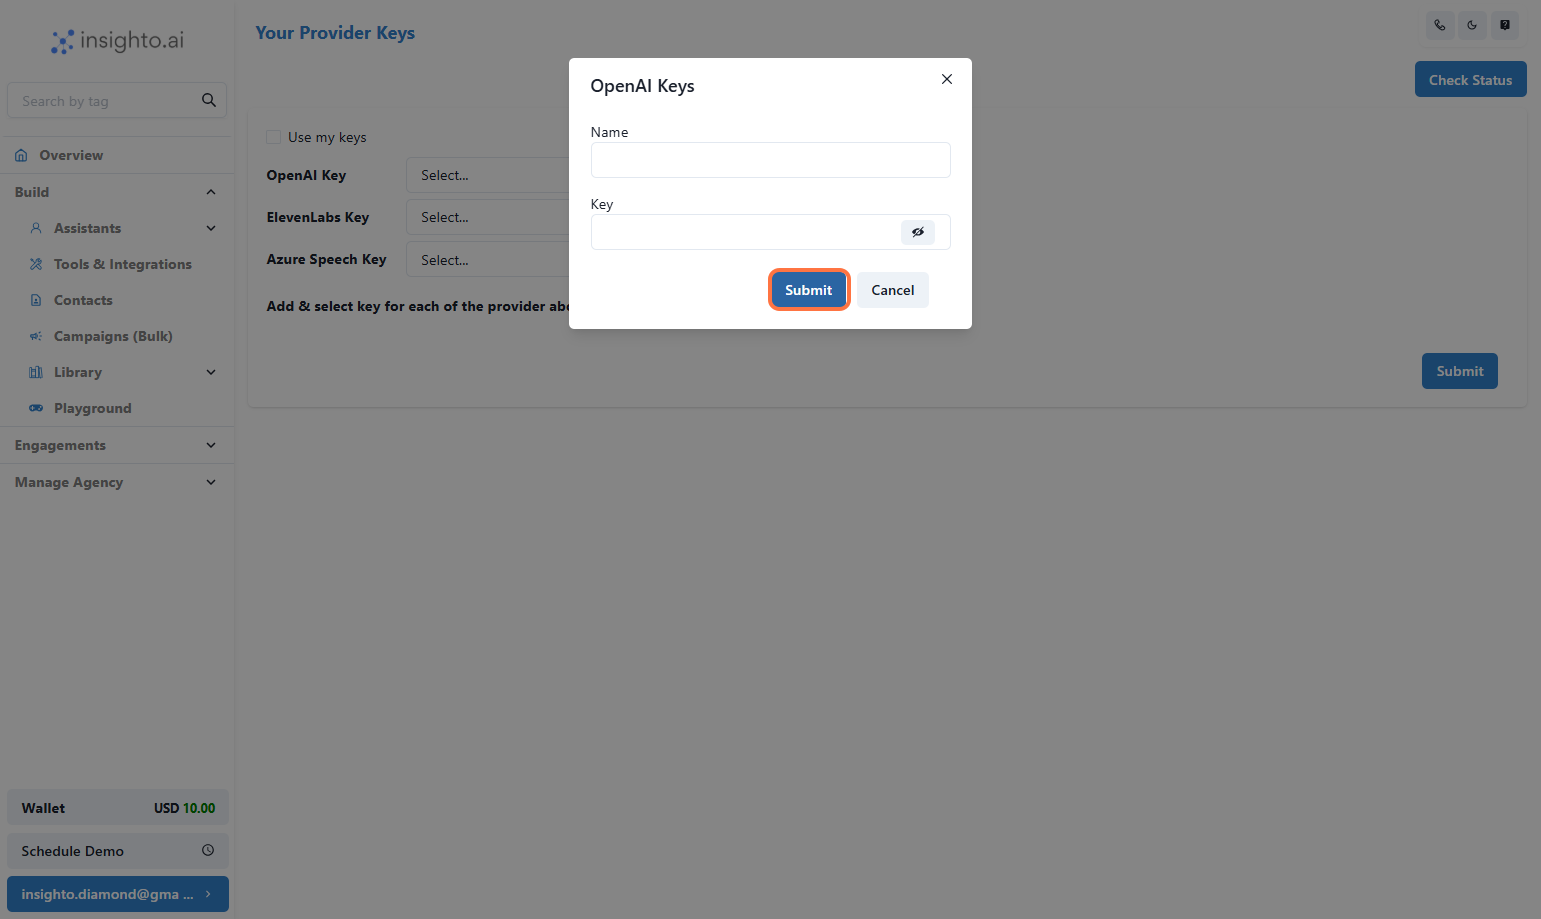 insighto.ai
Search by tag
Overview
Build
Assistants
Tools & Integrations
Contacts
Campaigns (Bulk)
Library
Playground
Engagements
Manage Agency
Wallet USD 10.00
Schedule Demo
insighto.diamond@gma ...
Your Provider Keys
Check Status
Use my keys
OpenAI Key Select...
ElevenLabs Key Select...
Azure Speech Key Select...
Add & select key for each of the provider abo
Submit
OpenAI Keys
Name
Key
Submit Cancel